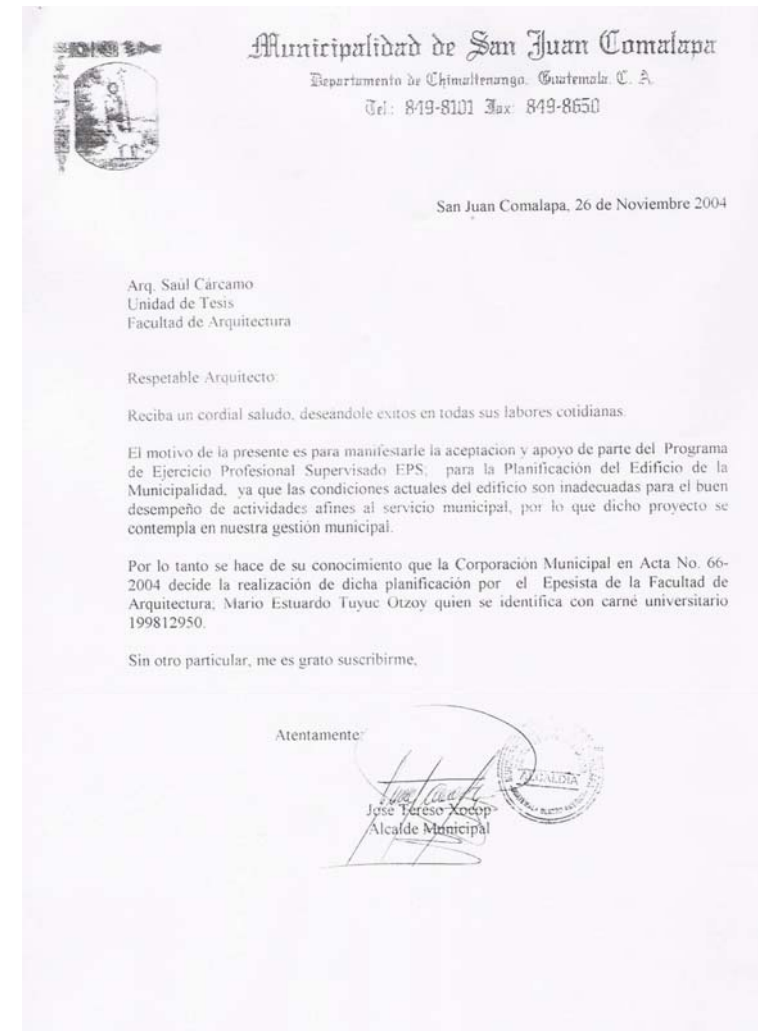 Municipalidad de San Juan Comalapa
Departamento de Chimaltenango. Guatemala. C. A.
Tel.: 849-8101 Fax: 849-8650
San Juan Comalapa, 26 de Noviembre 2004
Arq. Saúl Cárcamo
Unidad de Tesis
Facultad de Arquitectura
Respetable Arquitecto:
Reciba un cordial saludo, deseandole exitos en todas sus labores cotidianas.
El motivo de la presente es para manifestarle la aceptacion y apoyo de parte del Programa
de Ejercicio Profesional Supervisado EPS, para la Planificación del Edificio de la
Municipalidad, ya que las condiciones actuales del edificio son inadecuadas para el buen
desempeño de actividades afines al servicio municipal, por lo que dicho proyecto se
contempla en nuestra gestión municipal.
Por lo tanto se hace de su conocimiento que la Corporación Municipal en Acta No. 66-
2004 decide la realización de dicha planificación por el Epesista de la Facultad de
Arquitectura; Mario Estuardo Tuyuc Otzoy quien se identifica con carné universitario
199812950.
Sin otro particular, me es grato suscribirme,
Atentamente:
ALCALDIA
José Tereso Xocop
Alcalde Municipal